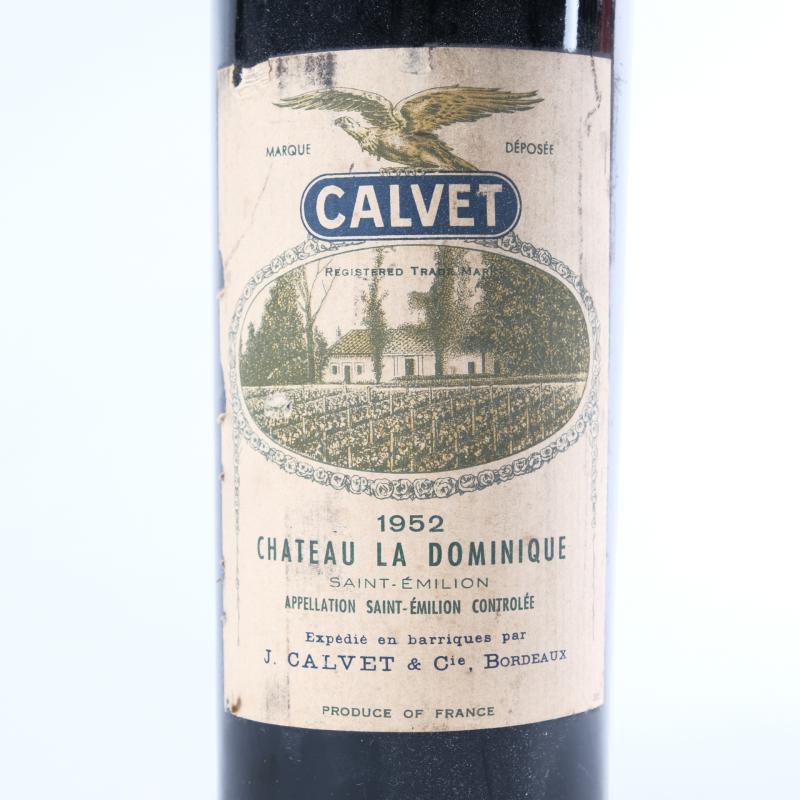 MARQUE DÉPOSÉE
CALVET
REGISTERED TRADE MARK
1952
CHATEAU LA DOMINIQUE
SAINT-ÉMILION
APPELLATION SAINT-ÉMILION CONTROLÉE
Expédié en barriques par
J. CALVET & Cie, BORDEAUX
PRODUCE OF FRANCE